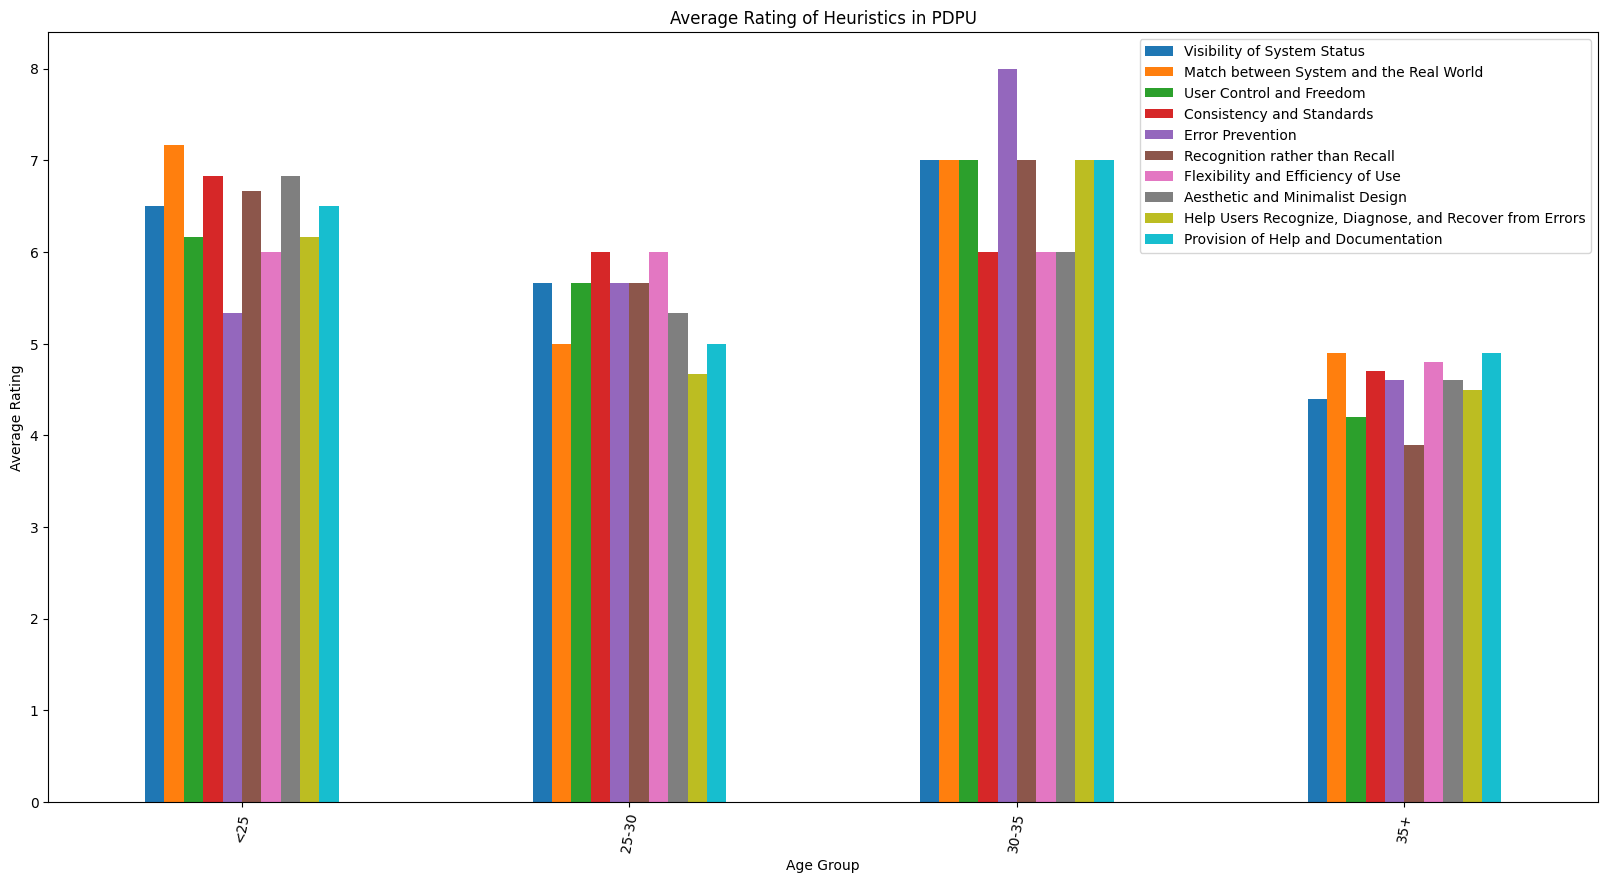 Average Rating of Heuristics in PDPU
Visibility of System Status
Match between System and the Real World
User Control and Freedom
Consistency and Standards
Error Prevention
Recognition rather than Recall
Flexibility and Efficiency of Use
Aesthetic and Minimalist Design
Help Users Recognize, Diagnose, and Recover from Errors
Provision of Help and Documentation
Average Rating
8
7
6
5
4
3
2
1
0
<25
25-30
30-35
35+
Age Group